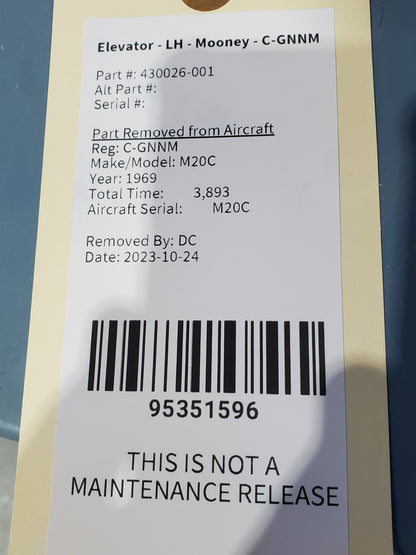 Elevator - LH - Mooney - C-GNNM
Part #: 430026-001
Alt Part #:
Serial #:
Part Removed from Aircraft
Reg: C-GNNM
Make/Model: M20C
Year: 1969
Total Time: 3,893
Aircraft Serial: M20C
Removed By: DC
Date: 2023-10-24
95351596
THIS IS NOT A
MAINTENANCE RELEASE